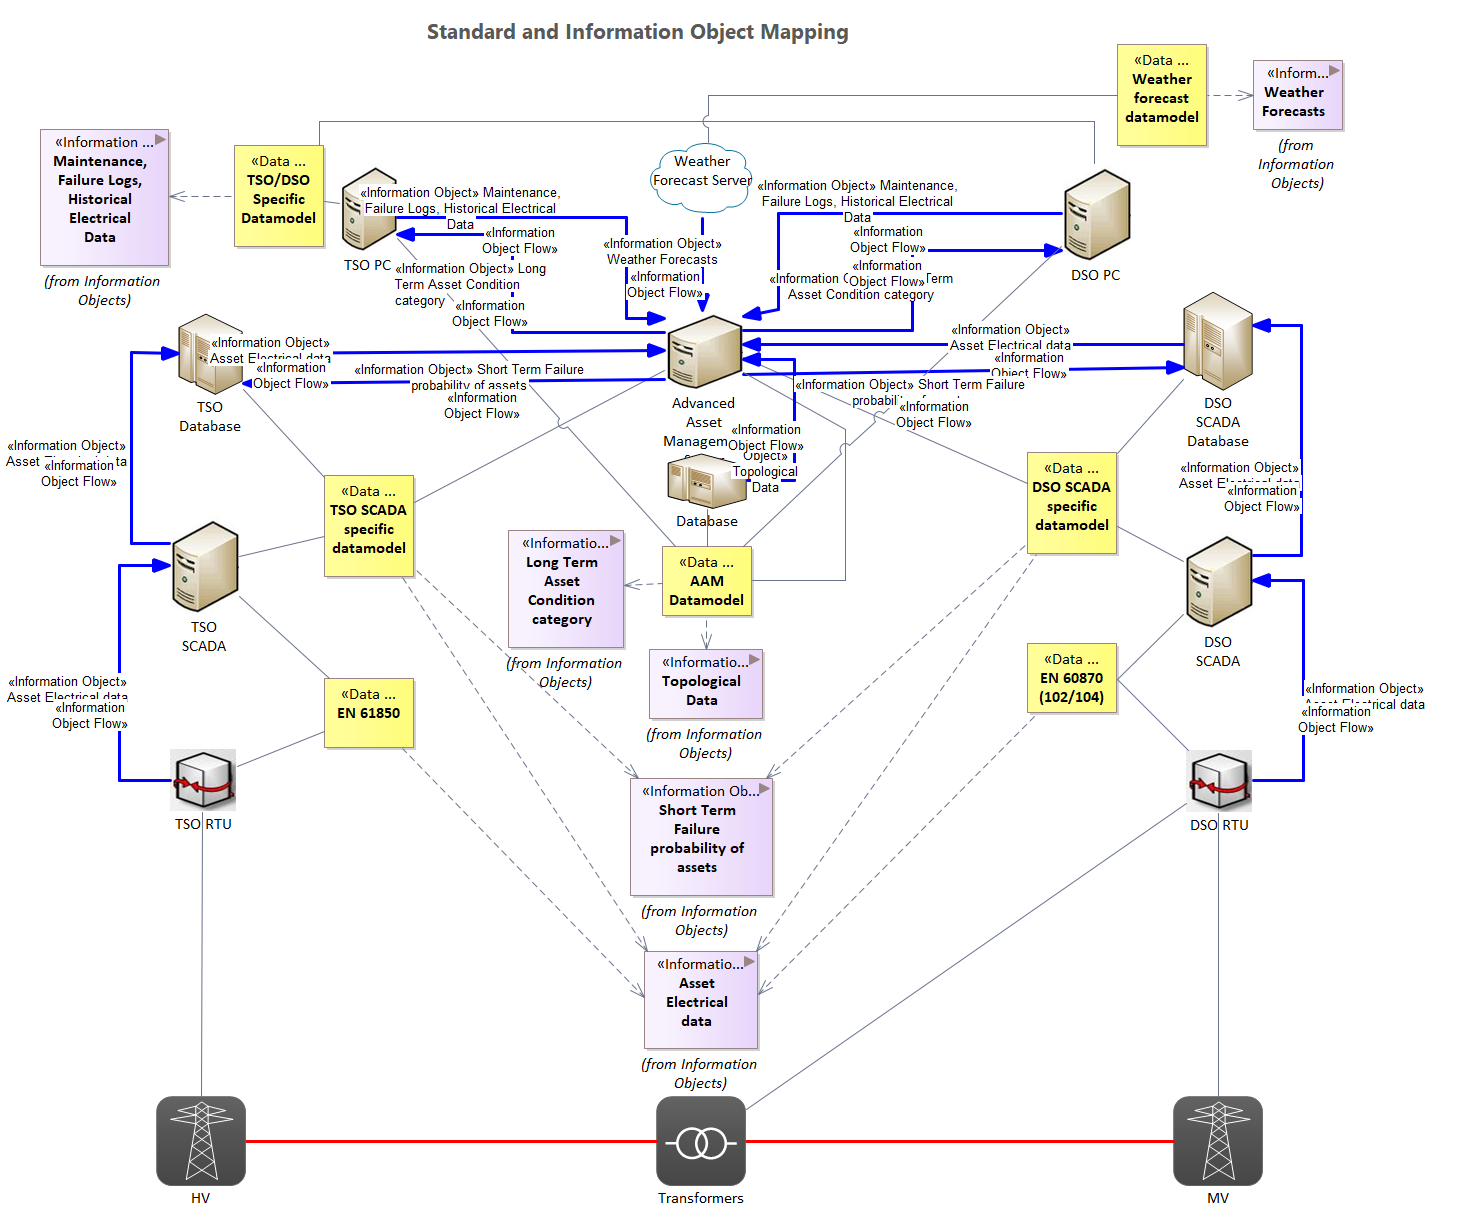 Standard and Information Object Mapping
«Data ...
Weather
forecast
datamodel
«Inform...
Weather
Forecasts
(from
Information
Objects)
«Information ...
Maintenance,
Failure Logs,
Historical
Electrical
Data
(from Information
Objects)
«Data ...
TSO/DSO
Specific
Datamodel
TSO PC
«Information Object» Maintenance,
Failure Logs, Historical Electrical
Data
«Information
Object Flow»
«Information Object» Long
Term Asset Condition
category
«Information
Object Flow»
Weather
Forecast Server
«Information Object»
Weather Forecasts
«Information
Object Flow»
«Information Object» Maintenance,
Failure Logs, Historical Electrical
Data
«Information
Object Flow»
«Information
Object Flow»
«Information
Term
Asset Condition category
DSO PC
«Information Object»
Asset Electrical data
«Information
Object Flow»
TSO
Database
«Information Object» Short Term Failure
probability of assets
«Information
Object Flow»
Advanced
Asset
«Information Object»
Asset Electrical data
«Information
Object Flow»
«Information Object» Short Term Failure
«Information
Object Flow»
DSO
SCADA
Database
«Information
Object Flow»
Object»
Topological
Data
Database
«Information Object»
Asset
«Information
Object Flow»
«Data ...
TSO SCADA
specific
datamodel
«Data ...
DSO SCADA
specific
datamodel
«Information Object»
Asset Electrical data
«Information
Object Flow»
TSO
SCADA
«Informatio...
Long Term
Asset
Condition
category
(from Information
Objects)
«Data ...
AAM
Datamodel
«Informatio...
Topological
Data
(from Information
Objects)
DSO
SCADA
«Data ...
EN 60870
(102/104)
«Information Object»
Asset Electrical data
«Information
Object Flow»
«Data ...
EN 61850
«Information Object»
Asset Electrical data
«Information
Object Flow»
TSO RTU
DSO RTU
«Information Ob...
Short Term
Failure
probability of
assets
(from Information
Objects)
«Informatio...
Asset
Electrical
data
(from Information
Objects)
HV
Transformers
MV